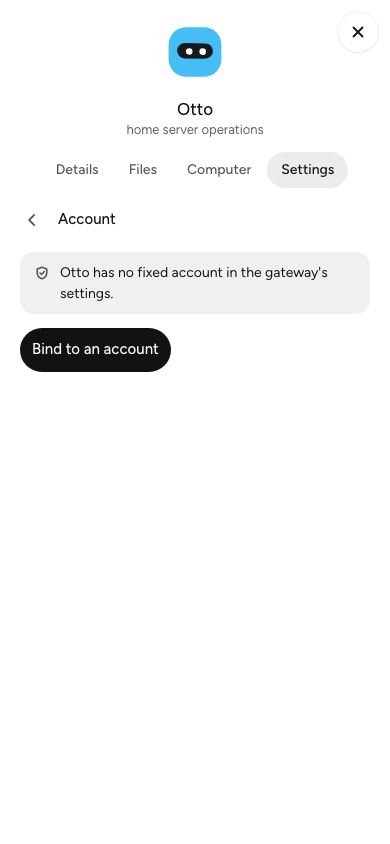 Otto
home server operations
Details Files Computer Settings
Account
Otto has no fixed account in the gateway's
settings.
Bind to an account